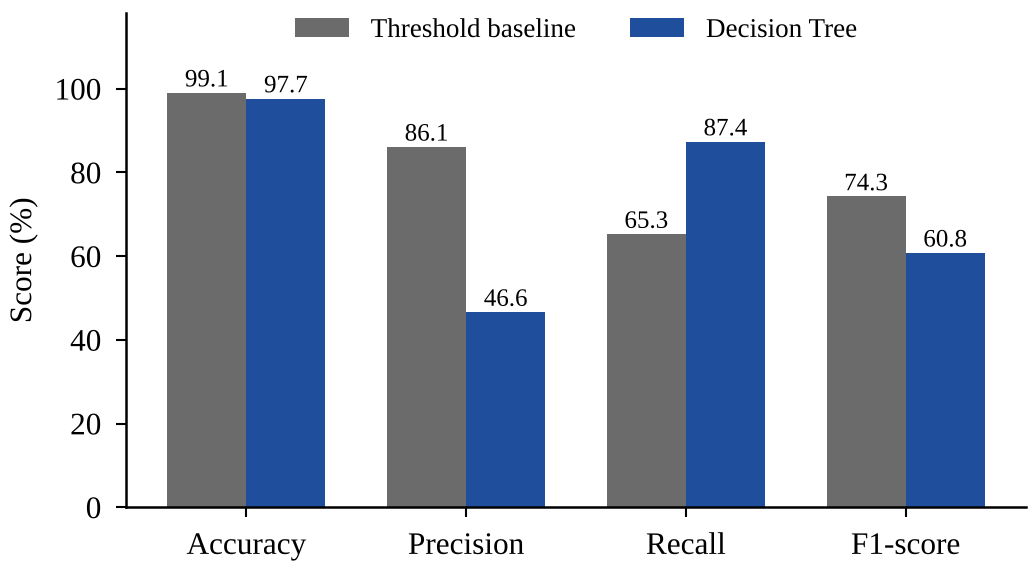 Threshold baseline
Decision Tree
Score (%)
100
80
60
40
20
0
99.1
97.7
86.1
46.6
65.3
87.4
74.3
60.8
Accuracy
Precision
Recall
F1-score